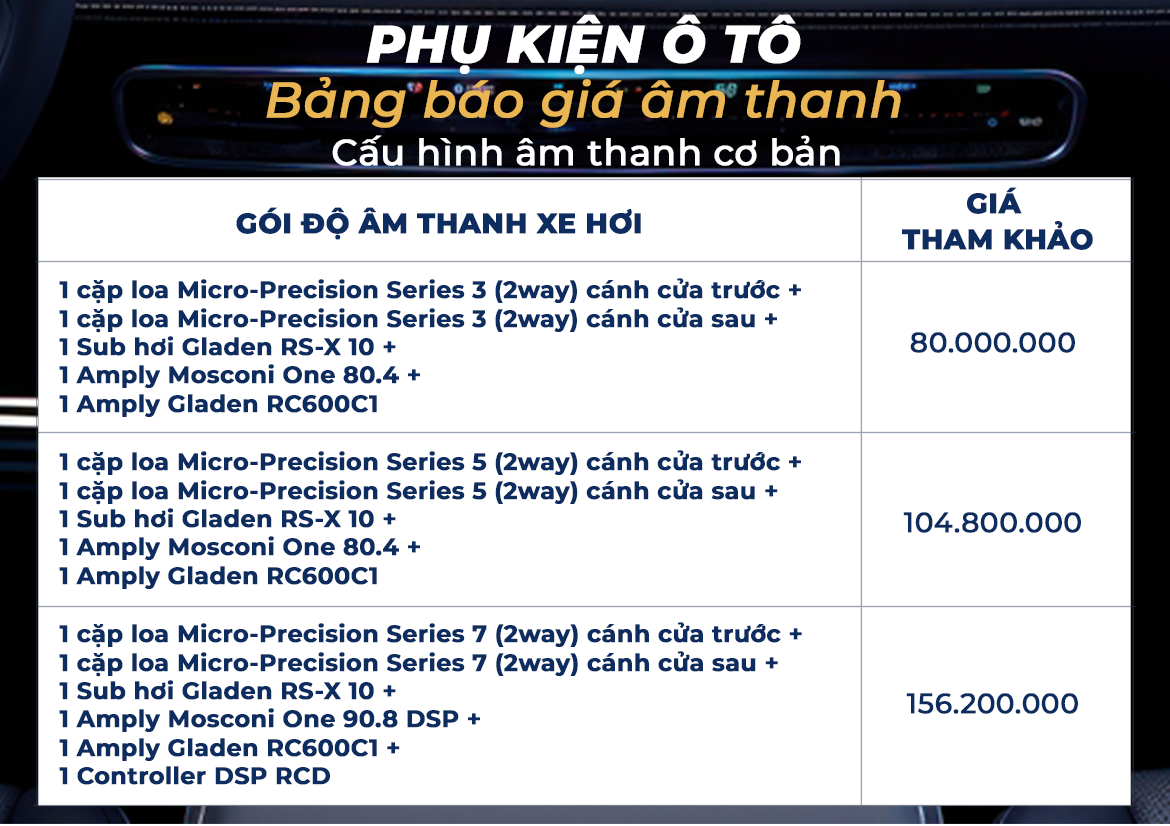 PHỤ KIỆN Ô TÔ
Bảng báo giá âm thanh
Cấu hình âm thanh cơ bản
GÓI ĐỘ ÂM THANH XE HƠI
GIÁ
THAM KHẢO
1 cặp loa Micro-Precision Series 3 (2way) cánh cửa trước +
1 cặp loa Micro-Precision Series 3 (2way) cánh cửa sau +
1 Sub hơi Gladen RS-X 10 +
1 Amply Mosconi One 80.4 +
1 Amply Gladen RC600C1
80.000.000
1 cặp loa Micro-Precision Series 5 (2way) cánh cửa trước +
1 cặp loa Micro-Precision Series 5 (2way) cánh cửa sau +
1 Sub hơi Gladen RS-X 10 +
1 Amply Mosconi One 80.4 +
1 Amply Gladen RC600C1
104.800.000
1 cặp loa Micro-Precision Series 7 (2way) cánh cửa trước +
1 cặp loa Micro-Precision Series 7 (2way) cánh cửa sau +
1 Sub hơi Gladen RS-X 10 +
1 Amply Mosconi One 90.8 DSP +
1 Amply Gladen RC600C1 +
1 Controller DSP RCD
156.200.000